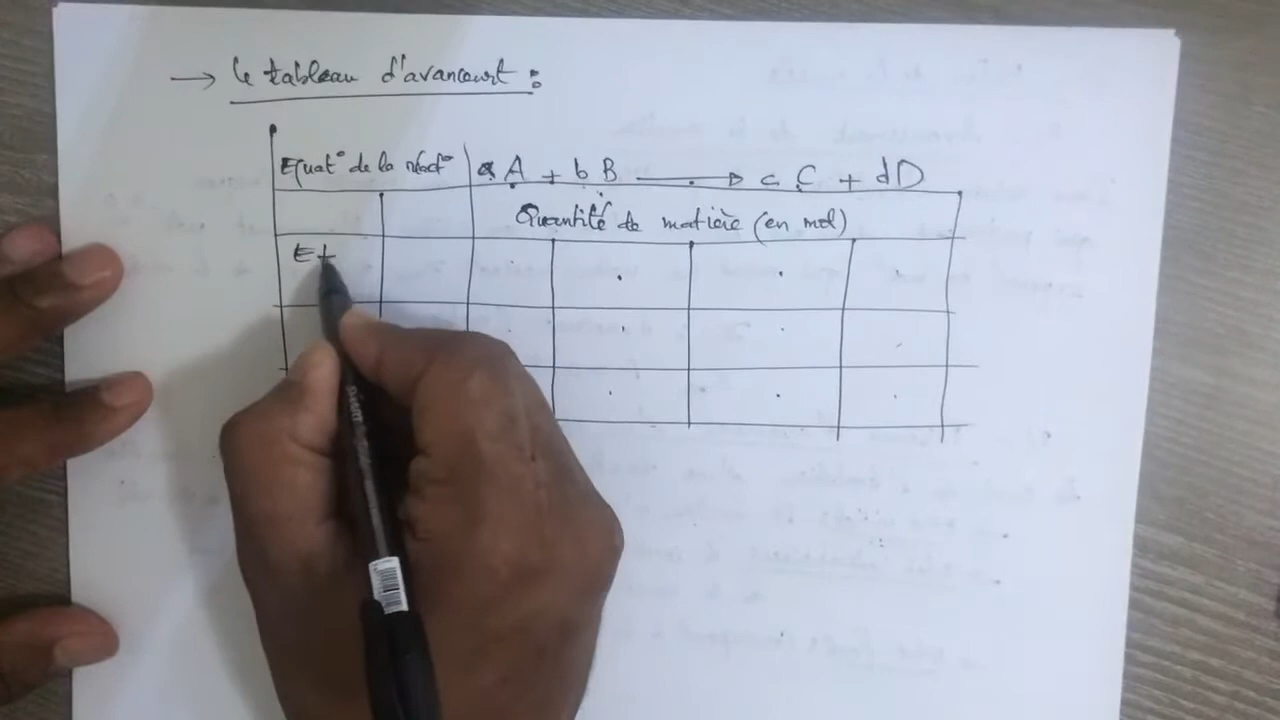 → Le tableau d'avancement :
Equat° de la réact° a A + b B → c C + d D
Quantité de matière (en mol)
Et